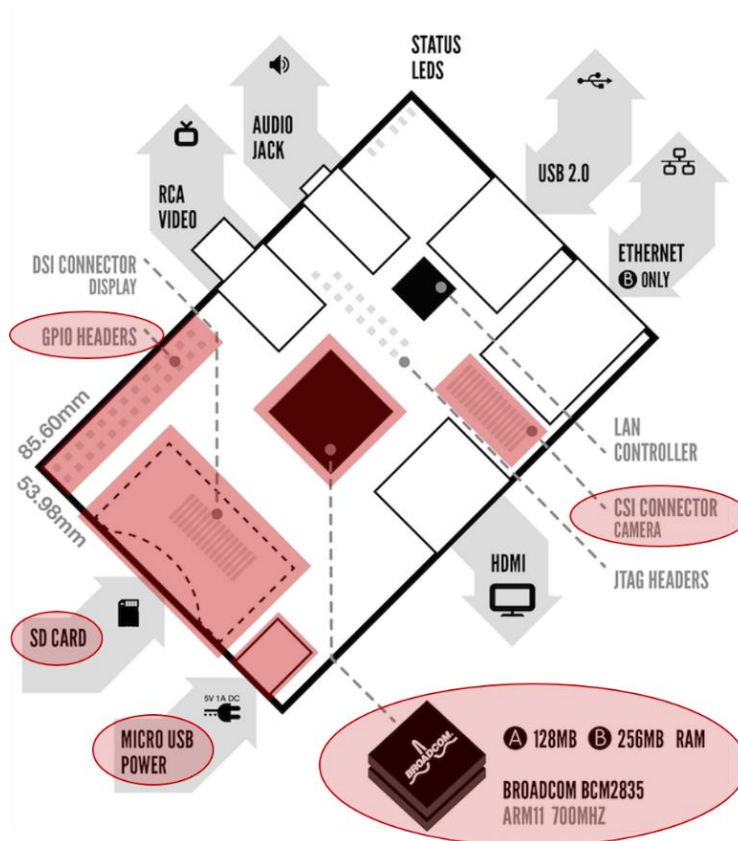 STATUS
LEDS
AUDIO
JACK
USB 2.0
RCA
VIDEO
ETHERNET
B ONLY
DSI CONNECTOR
DISPLAY
GPIO HEADERS
85.60mm
53.98mm
LAN
CONTROLLER
CSI CONNECTOR
CAMERA
HDMI
JTAG HEADERS
SD CARD
5V 1A DC
MICRO USB
POWER
BROADCOM.
A 128MB B 256MB RAM
BROADCOM BCM2835
ARM11 700MHZ